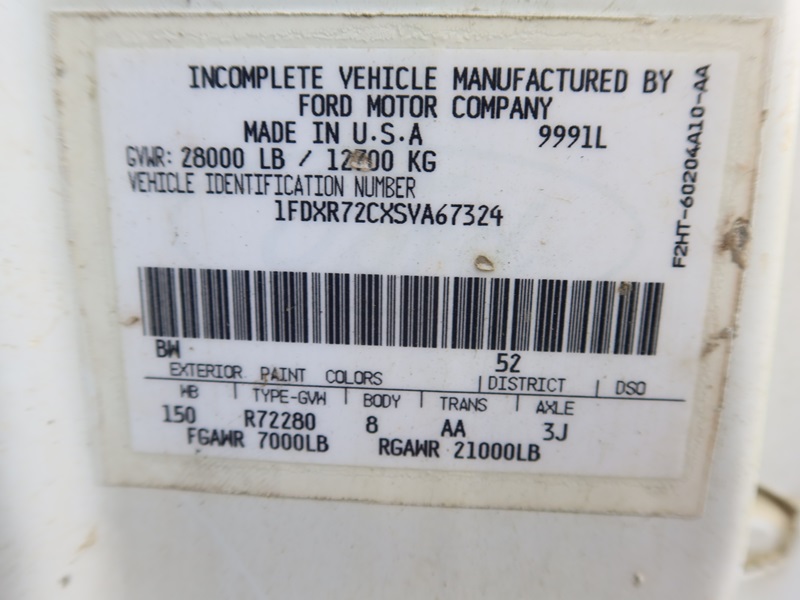 INCOMPLETE VEHICLE MANUFACTURED BY
FORD MOTOR COMPANY
MADE IN U.S.A 9991L
GVWR: 28000 LB / 12700 KG
VEHICLE IDENTIFICATION NUMBER
1FDXR72CXSVA67324
F2HT-60204A10-AA
BW 52
EXTERIOR PAINT COLORS DISTRICT DSO
WB TYPE-GVW BODY TRANS AXLE
150 R72280 8 AA 3J
FGAWR 7000LB RGAWR 21000LB